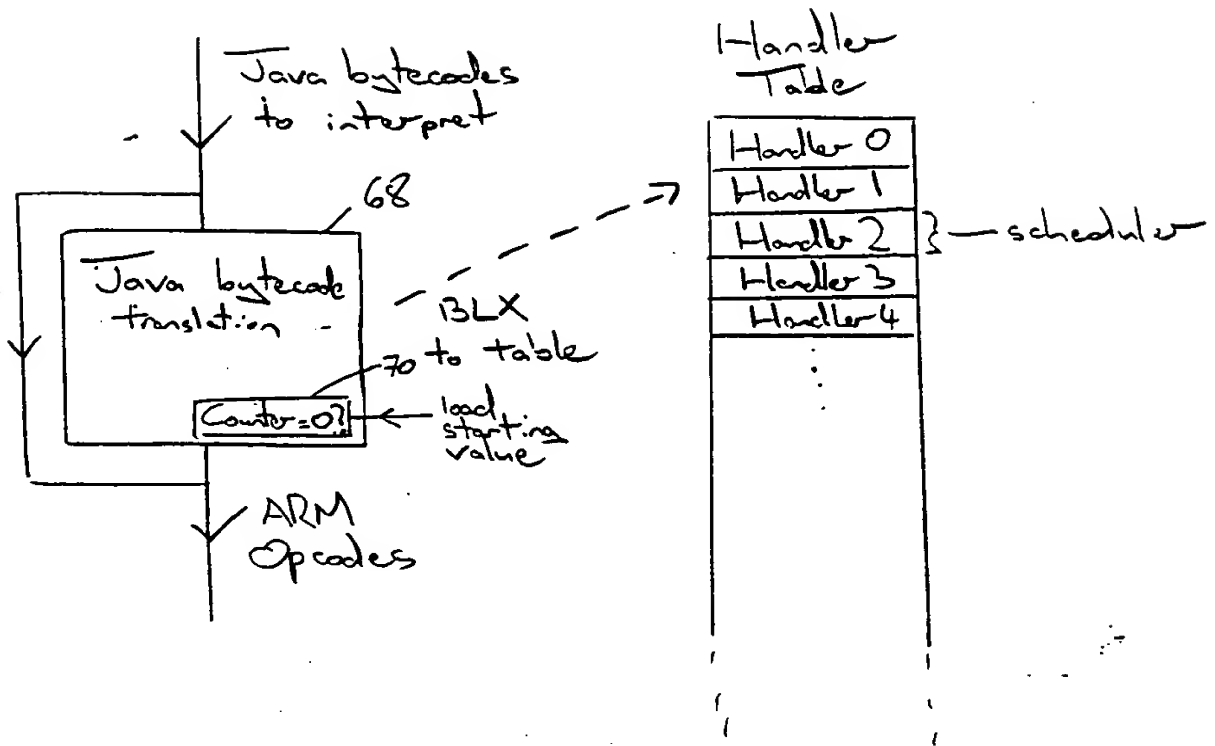 Java bytecodes
to interpret
68
Java bytecode
translation
BLX
to table
70
Counter=0?
load
starting
value
ARM
Opcodes
Handler
Table
Handler 0
Handler 1
Handler 2
scheduler
Handler 3
Handler 4